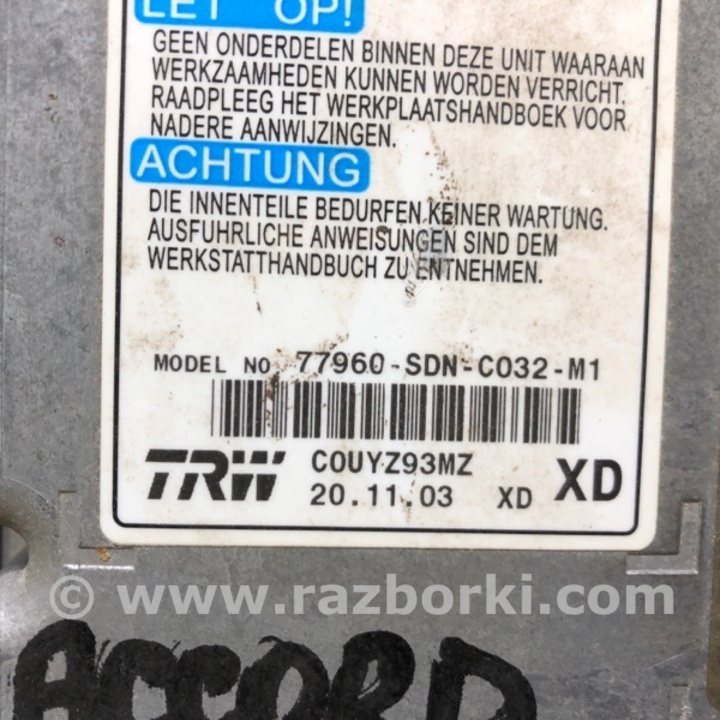 LET OP!
GEEN ONDERDELEN BINNEN DEZE UNIT WAARAAN
WERKZAAMHEDEN KUNNEN WORDEN VERRICHT.
RAADPLEEG HET WERKPLAATSHANDBOEK VOOR
NADERE AANWIJZINGEN.
ACHTUNG
DIE INNENTEILE BEDURFEN KEINER WARTUNG.
AUSFUHRLICHE ANWEISUNGEN SIND DEM
WERKSTATTHANDBUCH ZU ENTNEHMEN.
MODEL NO 77960-SDN-C032-M1
TRW C0UYZ93MZ XD
20.11.03 XD
© www.razborki.com
ACCORD